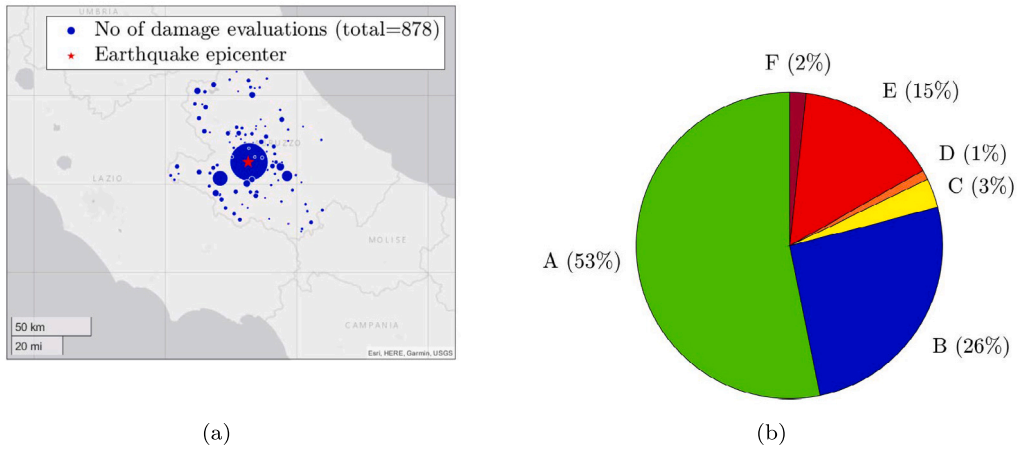 UMBRIA
No of damage evaluations (total=878)
Earthquake epicenter
LAZIO
MOLISE
CAMPANIA
50 km
20 mi
Esri, HERE, Garmin, USGS
(a)
F (2%)
E (15%)
D (1%)
C (3%)
A (53%)
B (26%)
(b)